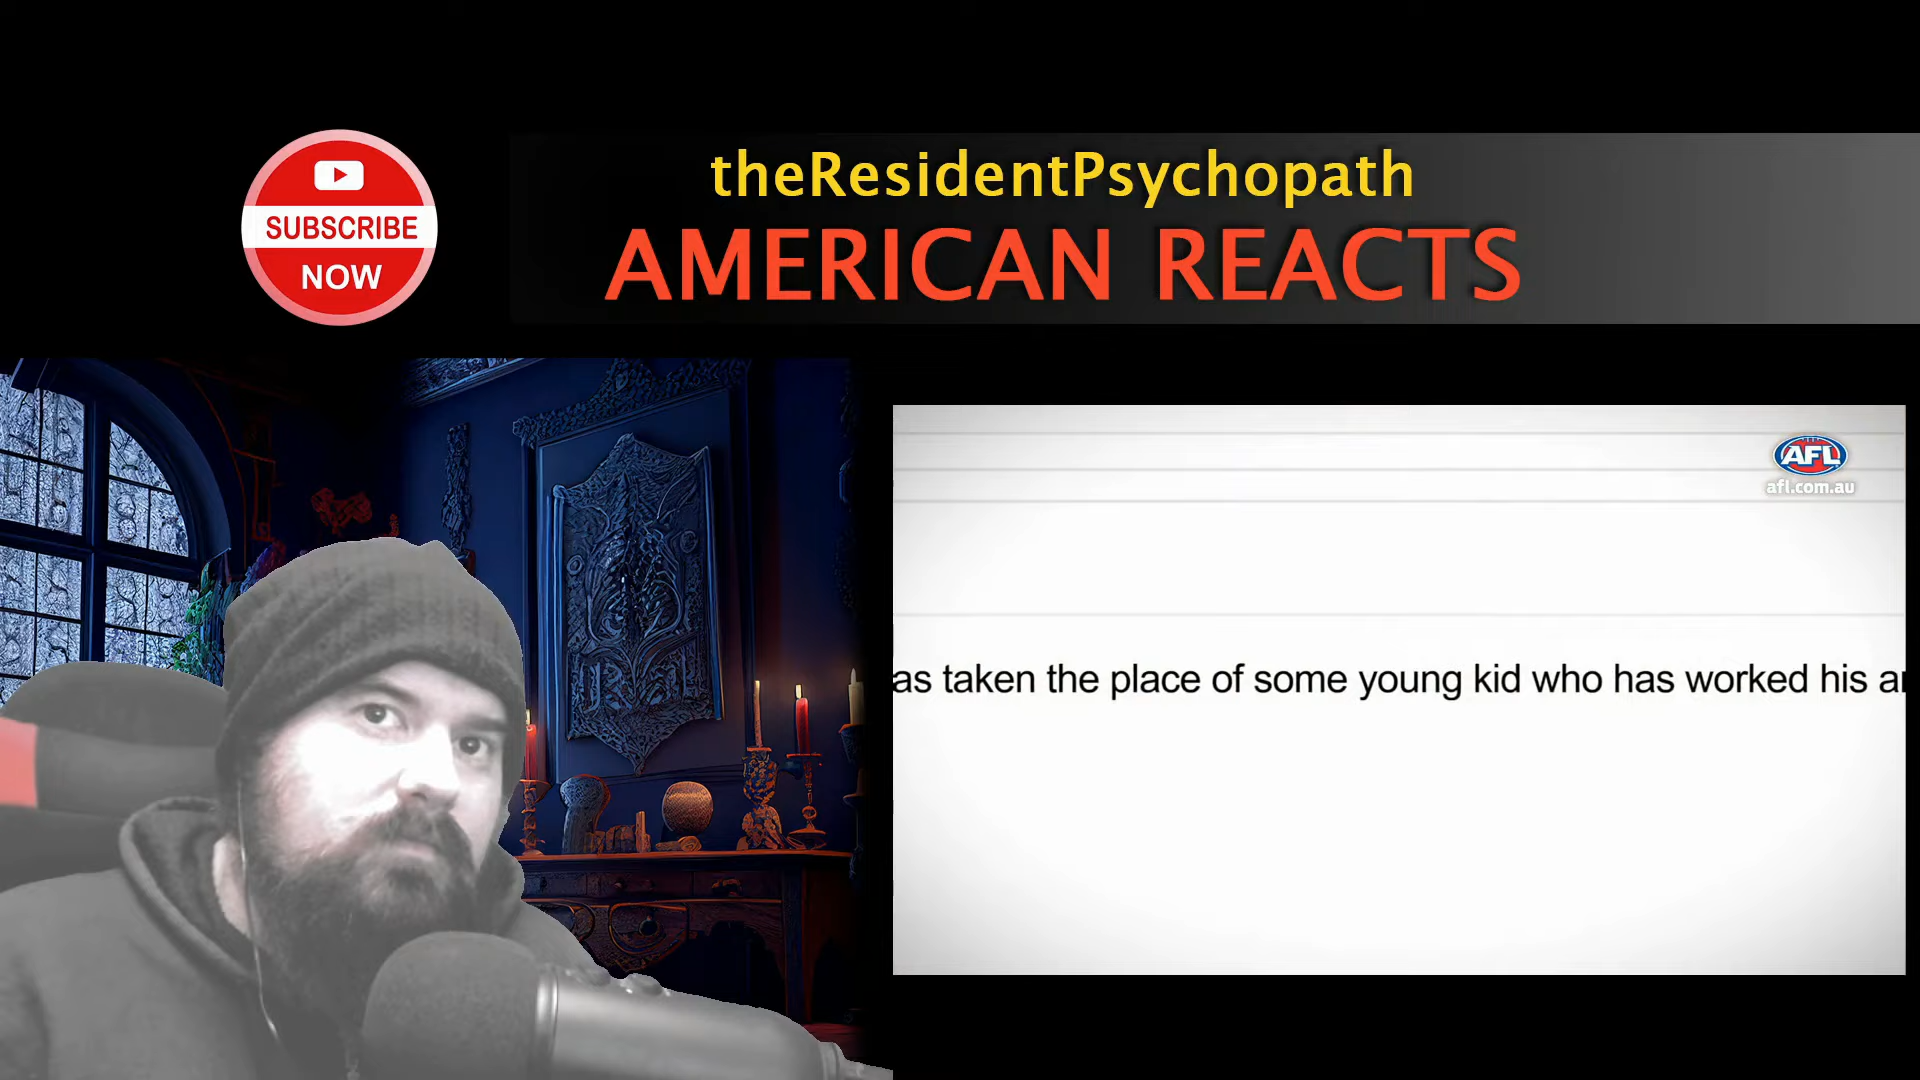 theResidentPsychopath
AMERICAN REACTS
SUBSCRIBE
NOW
AFL
afl.com.au
as taken the place of some young kid who has worked his